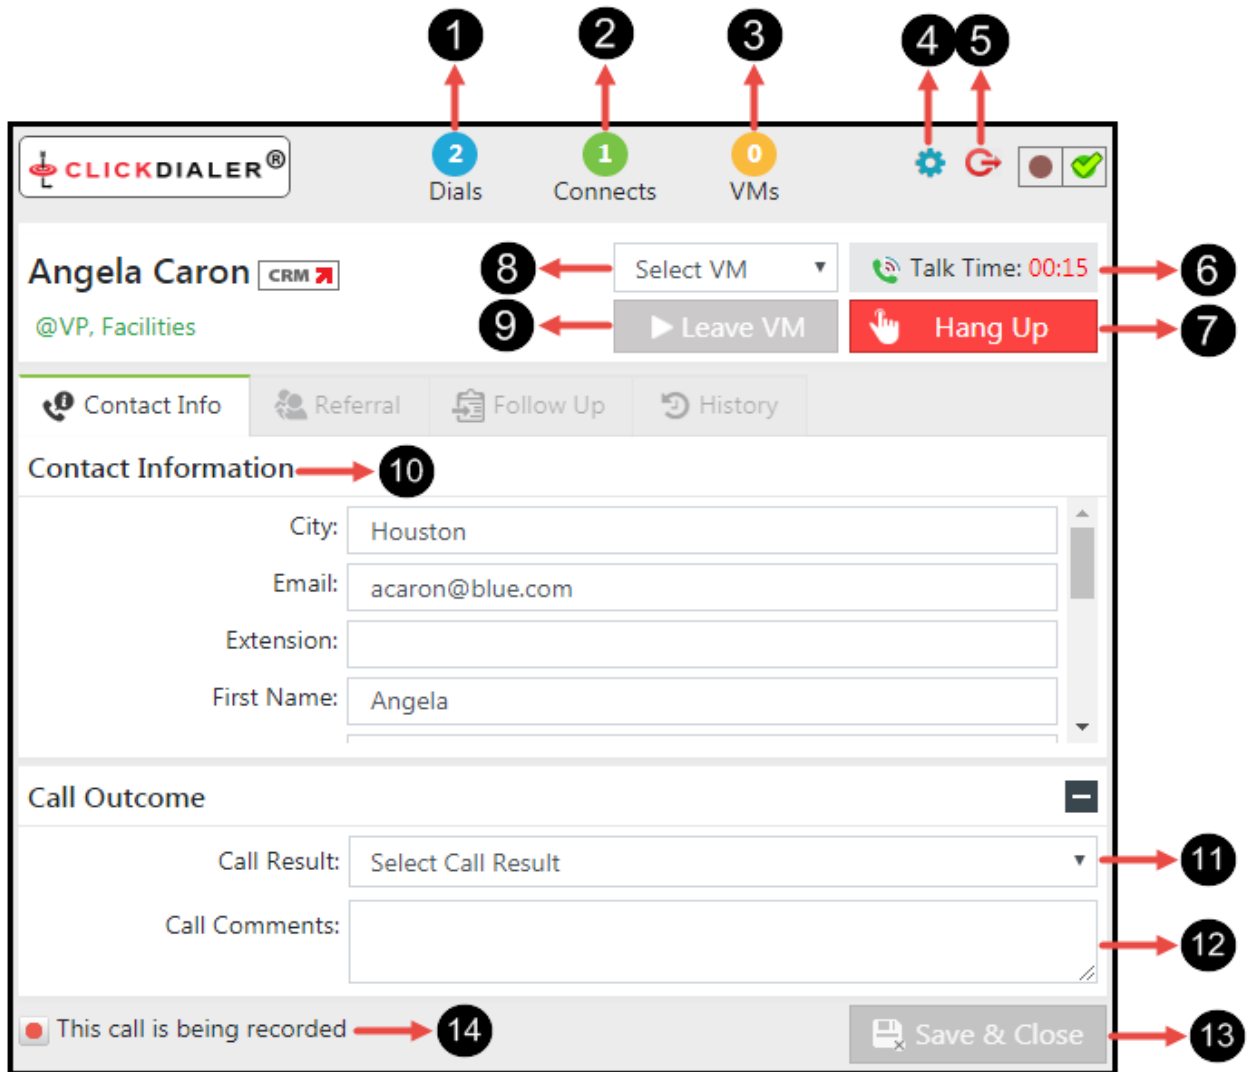 1 2 3 4 5
CLICKDIALER®
2 1 0
Dials Connects VMs
Angela Caron CRM
8 Select VM Talk Time: 00:15 6
@VP, Facilities
9 Leave VM Hang Up 7
Contact Info Referral Follow Up History
Contact Information 10
City: Houston
Email: acaron@blue.com
Extension:
First Name: Angela
Call Outcome
Call Result: Select Call Result 11
Call Comments: 12
This call is being recorded 14
Save & Close 13